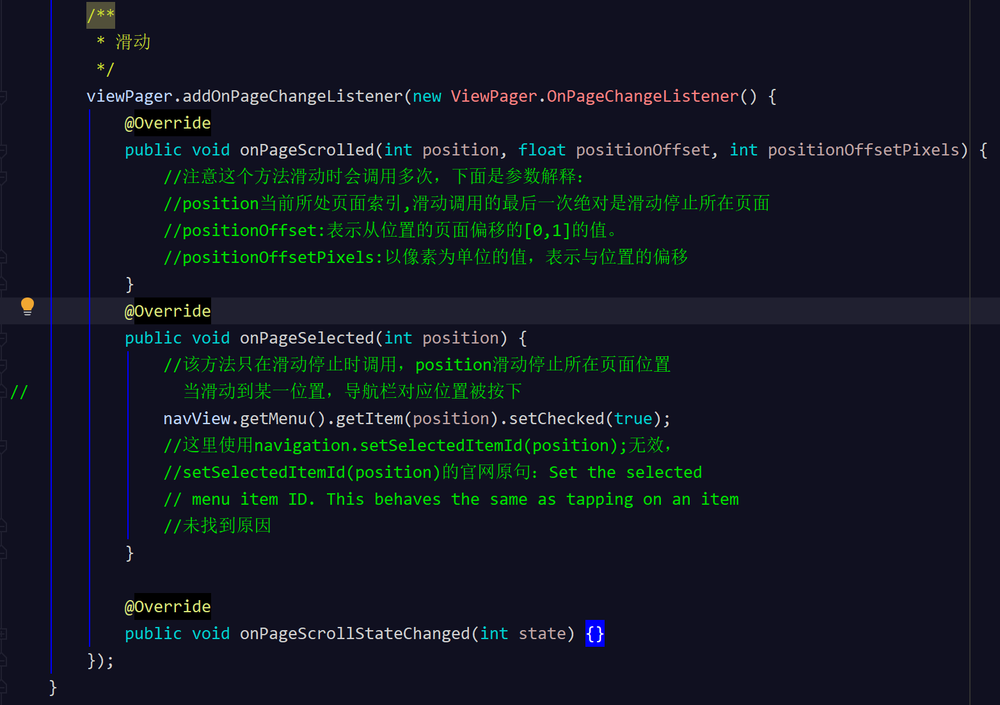 /**
 * 滑动
 */
viewPager.addOnPageChangeListener(new ViewPager.OnPageChangeListener() {
    @Override
    public void onPageScrolled(int position, float positionOffset, int positionOffsetPixels) {
        //注意这个方法滑动时会调用多次，下面是参数解释：
        //position当前所处页面索引,滑动调用的最后一次绝对是滑动停止所在页面
        //positionOffset:表示从位置的页面偏移的[0,1]的值。
        //positionOffsetPixels:以像素为单位的值，表示与位置的偏移
    }
    @Override
    public void onPageSelected(int position) {
        //该方法只在滑动停止时调用，position滑动停止所在页面位置
//                当滑动到某一位置，导航栏对应位置被按下
        navView.getMenu().getItem(position).setChecked(true);
        //这里使用navigation.setSelectedItemId(position);无效，
        //setSelectedItemId(position)的官网原句：Set the selected
        // menu item ID. This behaves the same as tapping on an item
        //未找到原因
    }
    @Override
    public void onPageScrollStateChanged(int state) {}
});
}